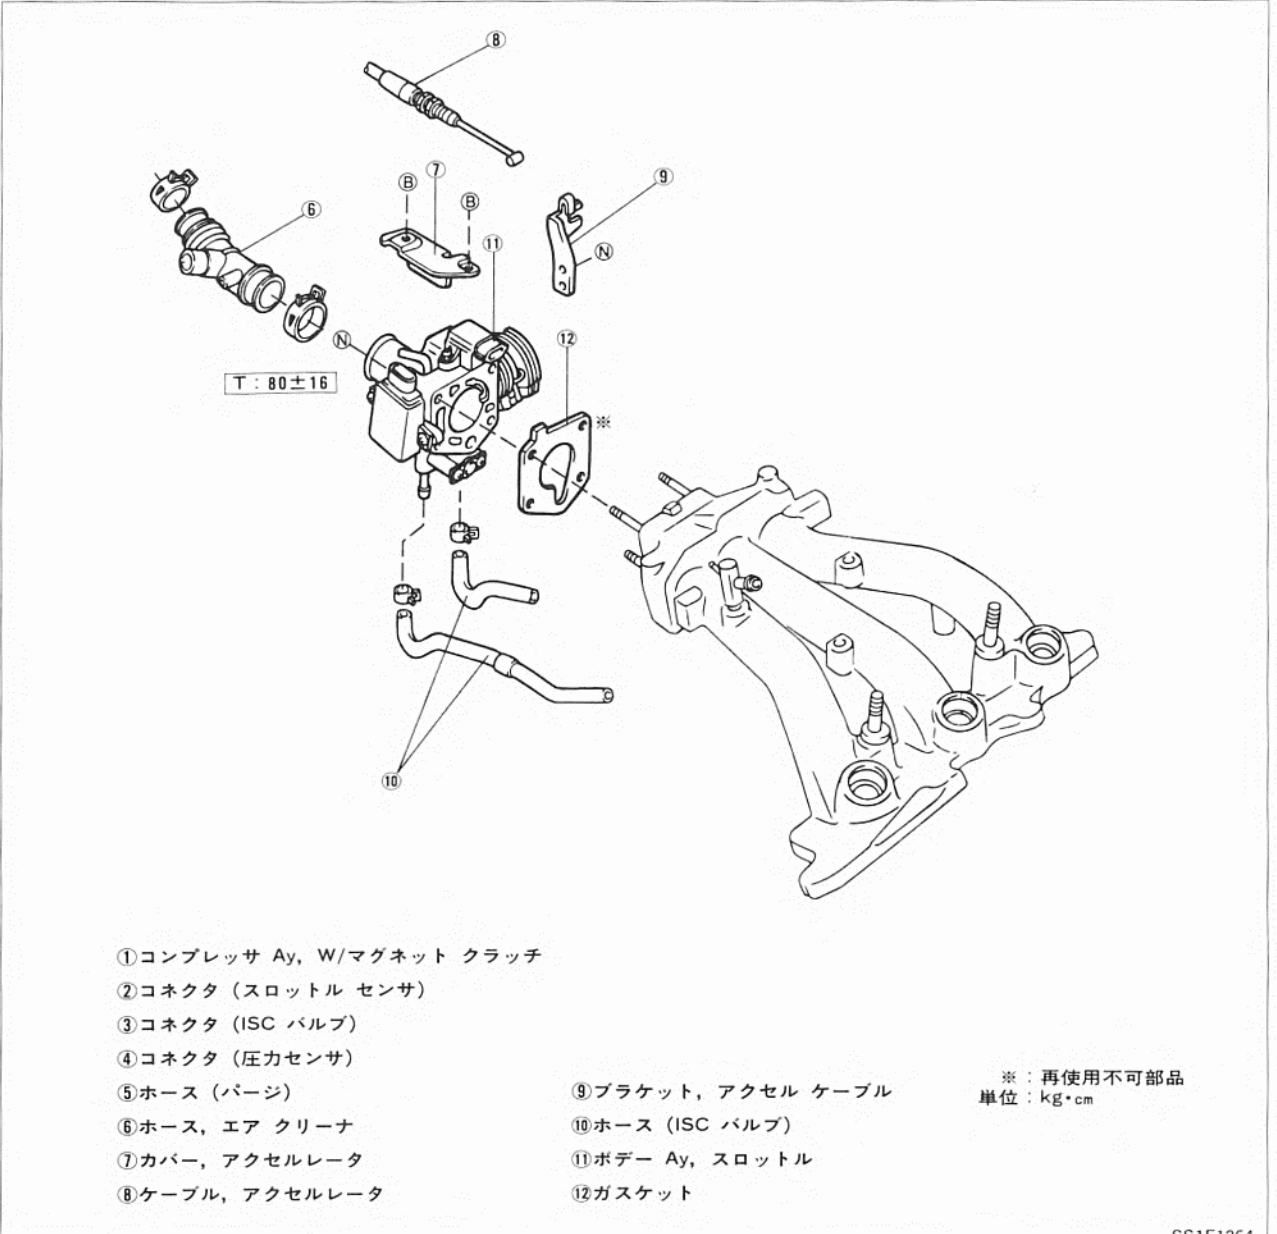 ⑧
⑦
Ⓑ
Ⓑ
⑨
⑥
⑪
Ⓝ
Ⓝ
⑫
T : 80±16
※
⑩
①コンプレッサ Ay, W/マグネット クラッチ
②コネクタ (スロットル センサ)
③コネクタ (ISC バルブ)
④コネクタ (圧力センサ)
⑤ホース (パージ)
⑥ホース, エア クリーナ
⑦カバー, アクセルレータ
⑧ケーブル, アクセルレータ
⑨ブラケット, アクセル ケーブル
⑩ホース (ISC バルブ)
⑪ボデー Ay, スロットル
⑫ガスケット
※ : 再使用不可部品
単位 : kg・cm